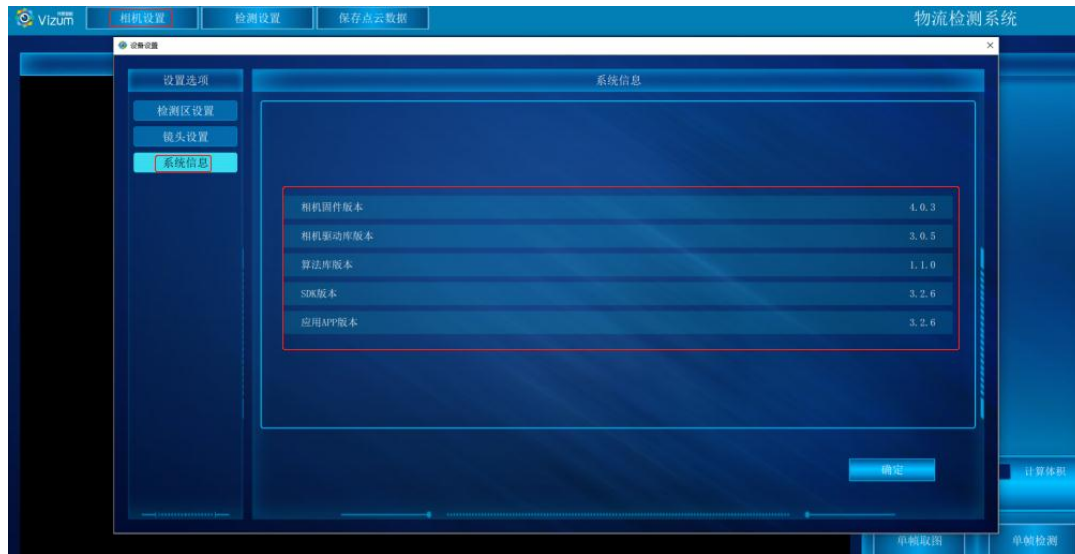 Vizum 相机设置 检测设置 保存点云数据 物流检测系统
设备设置
设置选项 系统信息
检测区设置
镜头设置
系统信息
相机固件版本 4.0.3
相机驱动库版本 3.0.5
算法库版本 1.1.0
SDK版本 3.2.6
应用APP版本 3.2.6
确定
计算体积
单帧取图 单帧检测